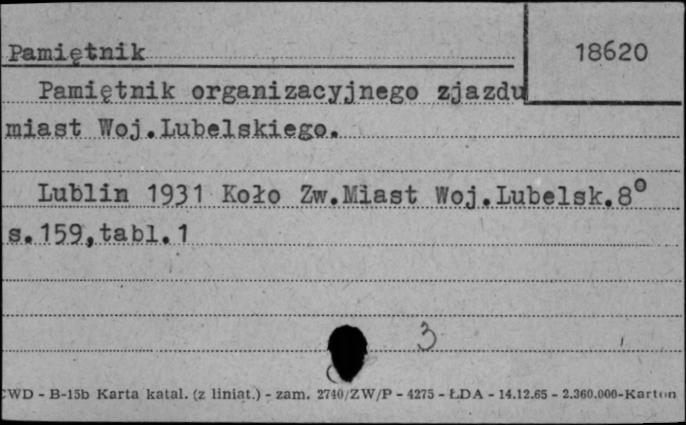 Pamiętnik
18620
Pamiętnik organizacyjnego zjazdu
miast Woj.Lubelskiego.
Lublin 1931 Koło Zw.Miast Woj.Lubelsk.8°
s.159,tabl.1
3
CWD - B-15b Karta katal. (z liniat.) - zam. 2740/ZW/P - 4275 - ŁDA - 14.12.65 - 2.360.000-Karton